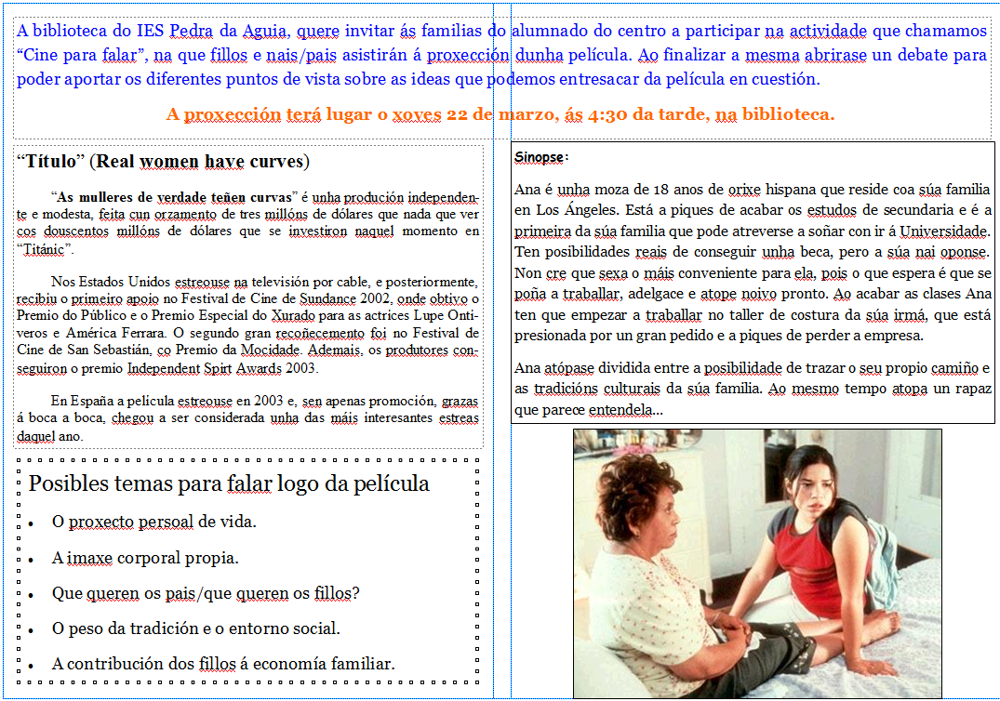 A biblioteca do IES Pedra da Aguia, quere invitar ás familias do alumnado do centro a participar na actividade que chamamos
“Cine para falar”, na que fillos e nais/pais asistirán á proxección dunha película. Ao finalizar a mesma abrirase un debate para
poder aportar os diferentes puntos de vista sobre as ideas que podemos entresacar da película en cuestión.
A proxección terá lugar o xoves 22 de marzo, ás 4:30 da tarde, na biblioteca.
“Título” (Real women have curves)
“As mulleres de verdade teñen curvas” é unha produción independen-
te e modesta, feita cun orzamento de tres millóns de dólares que nada que ver
cos douscentos millóns de dólares que se investiron naquel momento en
“Titánic”.
Nos Estados Unidos estreouse na televisión por cable, e posteriormente,
recibiu o primeiro apoio no Festival de Cine de Sundance 2002, onde obtivo o
Premio do Público e o Premio Especial do Xurado para as actrices Lupe Onti-
veros e América Ferrara. O segundo gran recoñecemento foi no Festival de
Cine de San Sebastián, co Premio da Mocidade. Ademais, os produtores con-
seguiron o premio Independent Spirt Awards 2003.
En España a película estreouse en 2003 e, sen apenas promoción, grazas
á boca a boca, chegou a ser considerada unha das máis interesantes estreas
daquel ano.
Posibles temas para falar logo da película
• O proxecto persoal de vida.
• A imaxe corporal propia.
• Que queren os pais/que queren os fillos?
• O peso da tradición e o entorno social.
• A contribución dos fillos á economía familiar.
Sinopse:
Ana é unha moza de 18 anos de orixe hispana que reside coa súa familia
en Los Ángeles. Está a piques de acabar os estudos de secundaria e é a
primeira da súa familia que pode atreverse a soñar con ir á Universidade.
Ten posibilidades reais de conseguir unha beca, pero a súa nai oponse.
Non cre que sexa o máis conveniente para ela, pois o que espera é que se
poña a traballar, adelgace e atope noivo pronto. Ao acabar as clases Ana
ten que empezar a traballar no taller de costura da súa irmá, que está
presionada por un gran pedido e a piques de perder a empresa.
Ana atópase dividida entre a posibilidade de trazar o seu propio camiño e
as tradicións culturais da súa familia. Ao mesmo tempo atopa un rapaz
que parece entendela...